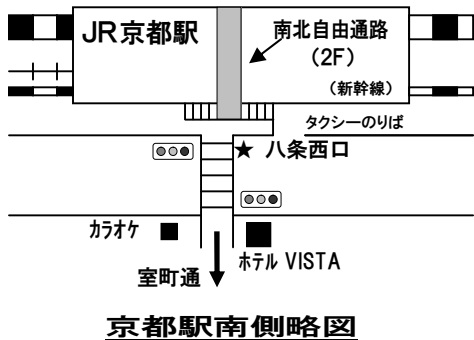 JR京都駅
南北自由通路
（2F）
（新幹線）
タクシーのりば
★ 八条西口
カラオケ
ホテル VISTA
室町通
京都駅南側略図